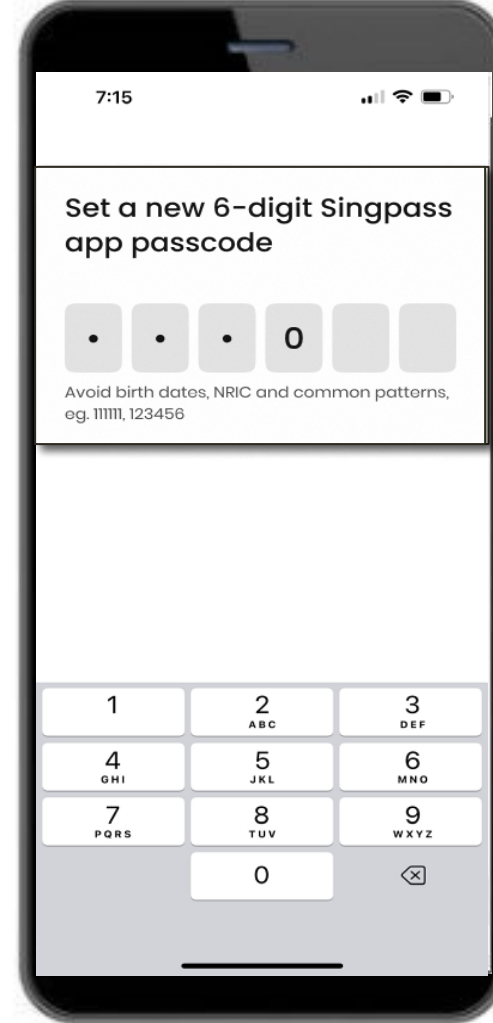 7:15
Set a new 6-digit Singpass
app passcode
• • • 0
Avoid birth dates, NRIC and common patterns,
eg. 111111, 123456
1 2 3
ABC DEF
4 5 6
GHI JKL MNO
7 8 9
PQRS TUV WXYZ
0